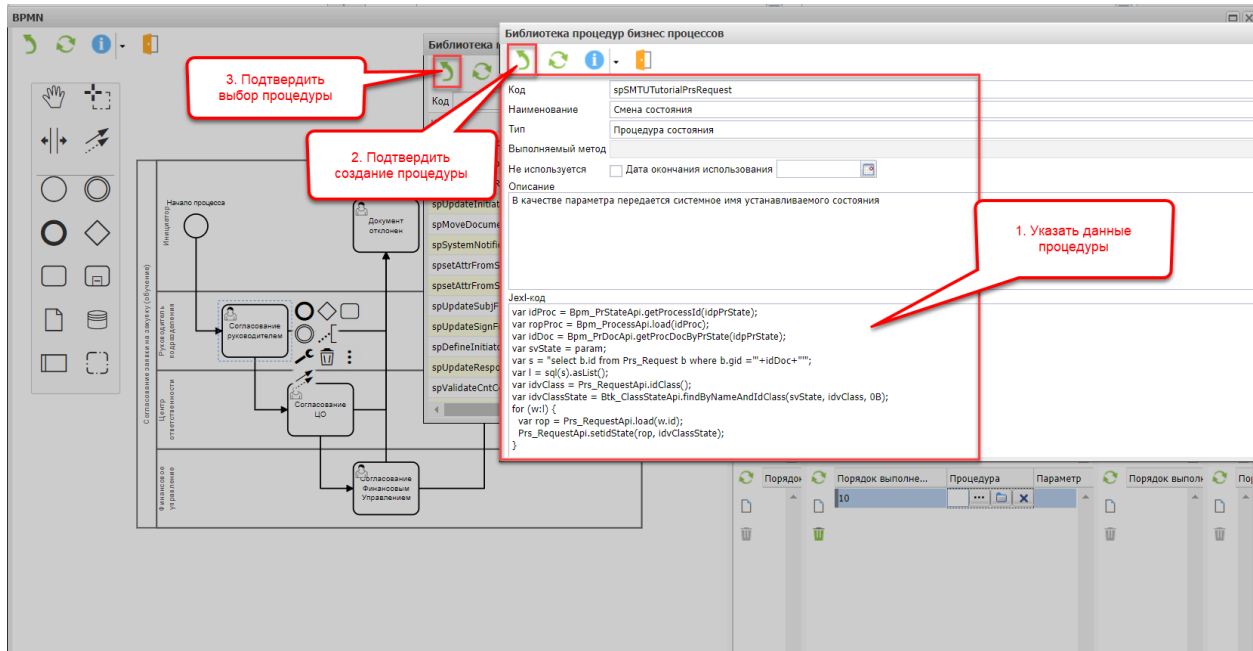 BPMN
Библиотека процедур бизнес процессов
Библиотека
3. Подтвердить
выбор процедуры
2. Подтвердить
создание процедуры
1. Указать данные
процедуры
Код
Код spSMTUTutorialPrsRequest
Наименование Смена состояния
Тип Процедура состояния
Выполняемый метод
Не используется Дата окончания использования
Описание
В качестве параметра передается системное имя устанавливаемого состояния
Jexl-код
var idProc = Bpm_PrStateApi.getProcessId(idpPrState);
var ropProc = Bpm_ProcessApi.load(idProc);
var idDoc = Bpm_PrDocApi.getProcDocByPrState(idpPrState);
var svState = param;
var s = "select b.id from Prs_Request b where b.gid ='"+idDoc+"'";
var l = sql(s).asList();
var idvClass = Prs_RequestApi.idClass();
var idvClassState = Btk_ClassStateApi.findByNameAndIdClass(svState, idvClass, 0B);
for (w:l) {
var rop = Prs_RequestApi.load(w.id);
Prs_RequestApi.setidState(rop, idvClassState);
}
spUpdateInitiat
spMoveDocume
spSystemNotifi
spsetAttrFromS
spsetAttrFromS
spUpdateSubjF
spUpdateSignFi
spDefineInitiato
spUpdateRespo
spValidateCntCo
Согласование заявки на закупку (обучение)
Инициатор
Начало процесса
Документ
отклонен
Руководитель
подразделения
Согласование
руководителем
Центр
ответственности
Согласование
ЦО
Финансовое
управление
Согласование
Финансовым
Управлением
Порядок Порядок выполне... Процедура Параметр Порядок выполн Пор
10